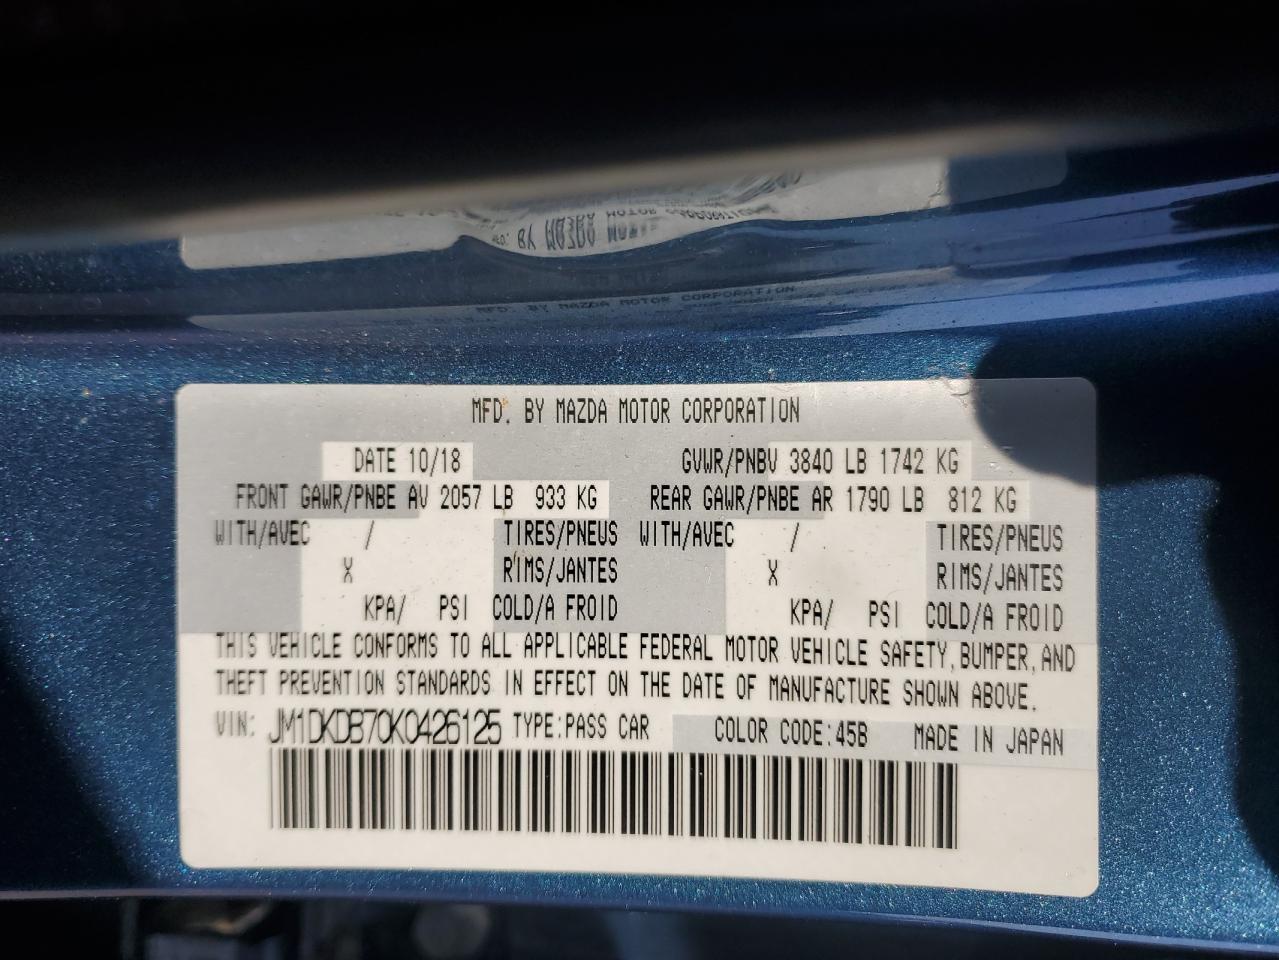 BY MAZDA
MFD. BY MAZDA MOTOR CORPORATION
MFD. BY MAZDA MOTOR CORPORATION
DATE 10/18 GVWR/PNBV 3840 LB 1742 KG
FRONT GAWR/PNBE AV 2057 LB 933 KG REAR GAWR/PNBE AR 1790 LB 812 KG
WITH/AVEC / TIRES/PNEUS WITH/AVEC / TIRES/PNEUS
X RIMS/JANTES X RIMS/JANTES
KPA/ PSI COLD/A FROID KPA/ PSI COLD/A FROID
THIS VEHICLE CONFORMS TO ALL APPLICABLE FEDERAL MOTOR VEHICLE SAFETY, BUMPER, AND
THEFT PREVENTION STANDARDS IN EFFECT ON THE DATE OF MANUFACTURE SHOWN ABOVE.
VIN: JM1DKDB70K0426125 TYPE:PASS CAR COLOR CODE:45B MADE IN JAPAN